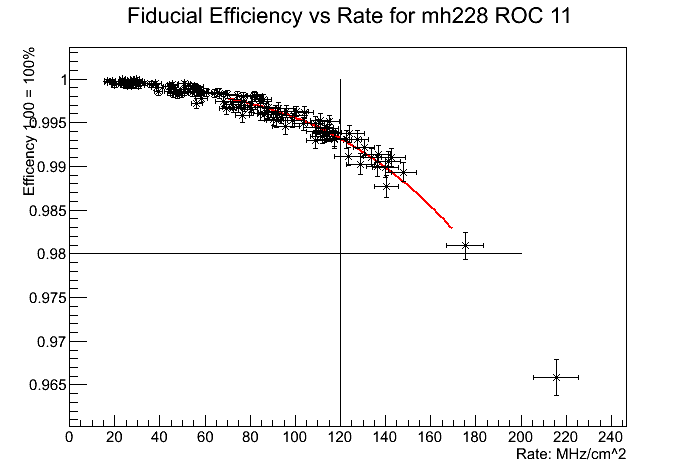 Fiducial Efficiency vs Rate for mh228 ROC 11
Efficency 1.00 = 100%
1
0.995
0.99
0.985
0.98
0.975
0.97
0.965
0 20 40 60 80 100 120 140 160 180 200 220 240
Rate: MHz/cm^2